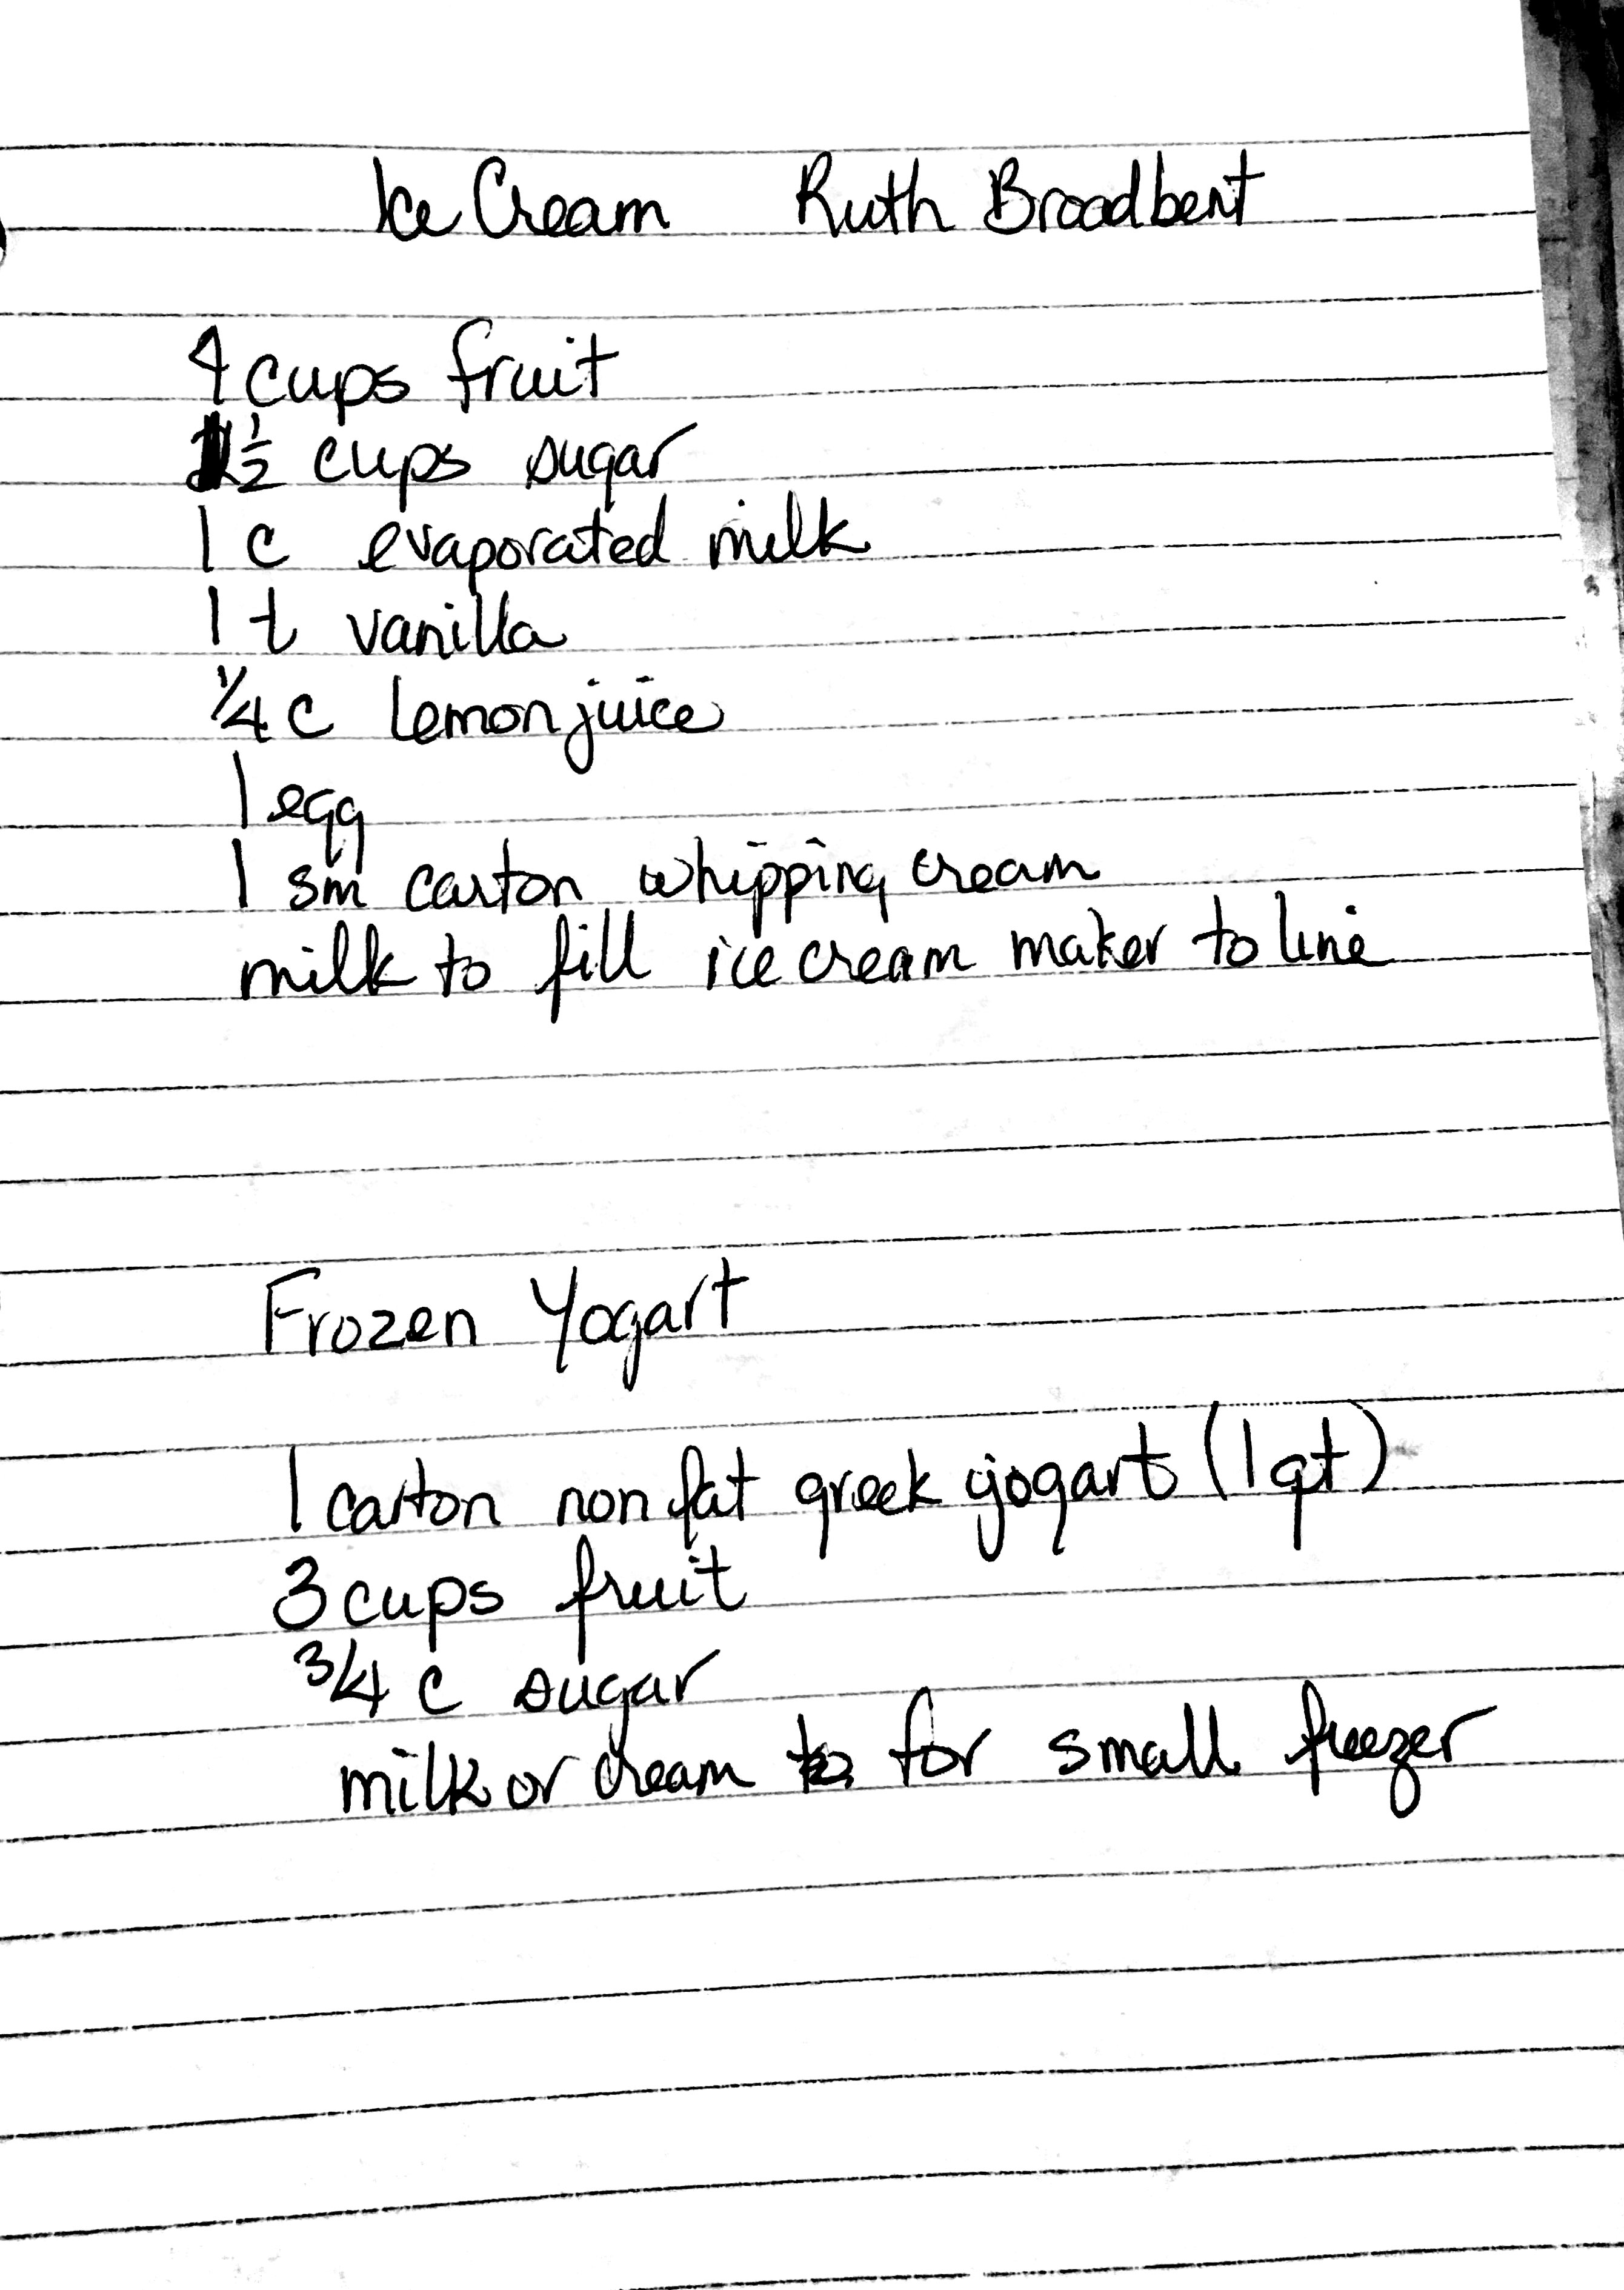 Ice Cream Ruth Broadbent
4 cups fruit
1½ cups sugar
1 c evaporated milk
1 t vanilla
¼ c lemon juice
1 egg
1 sm carton whipping cream
milk to fill ice cream maker to line
Frozen Yogart
1 carton non fat greek yogart (1 qt)
3 cups fruit
¾ c sugar
milk or cream for small freezer